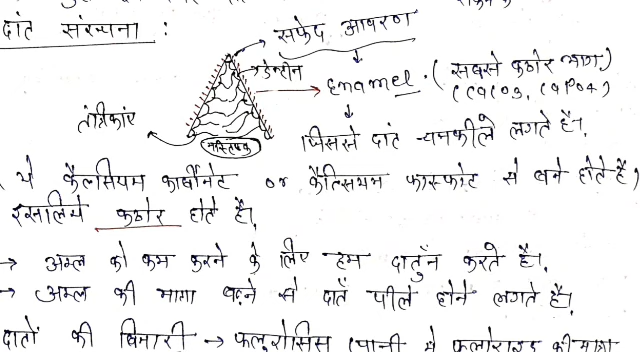 दांत संरचना :
सफेद आवरण
डेन्टीन
Enamel. (सबसे कठोर भाग)
(CaCO3, CaPO4)
तंत्रिकाएं
मस्तिष्क
जिससे दांत चमकीले लगते है।
ये कैल्सियम कार्बोनेट or कैल्सियम फास्फोट से बने होते है,
इसलिये कठोर होते है।
→ अम्ल को कम करने के लिए हम दातुन करते है।
→ अम्ल की मात्रा बढ़ने से दातें पीले होने लगते है।
दातों की बिमारी → फ्लूरोसिस (पानी मे फ्लोराइड की मात्रा